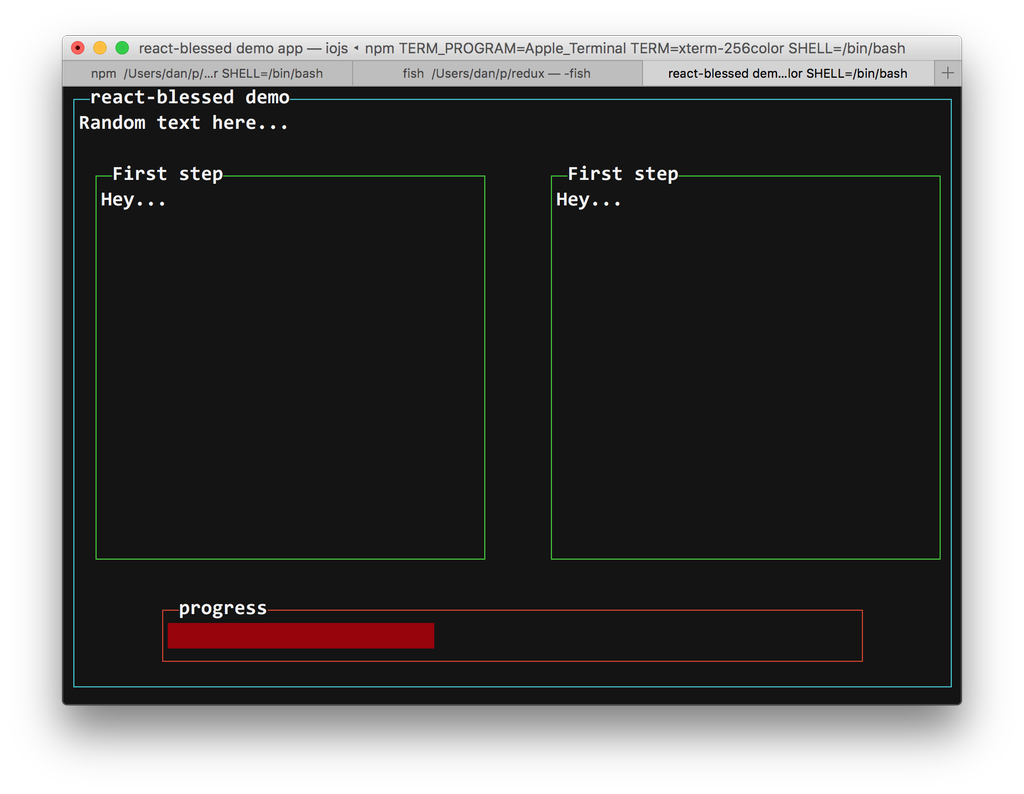 react-blessed demo app — iojs ◂ npm TERM_PROGRAM=Apple_Terminal TERM=xterm-256color SHELL=/bin/bash
npm /Users/dan/p/...r SHELL=/bin/bash
fish /Users/dan/p/redux — -fish
react-blessed dem...lor SHELL=/bin/bash
react-blessed demo
Random text here...
First step
Hey...
First step
Hey...
progress